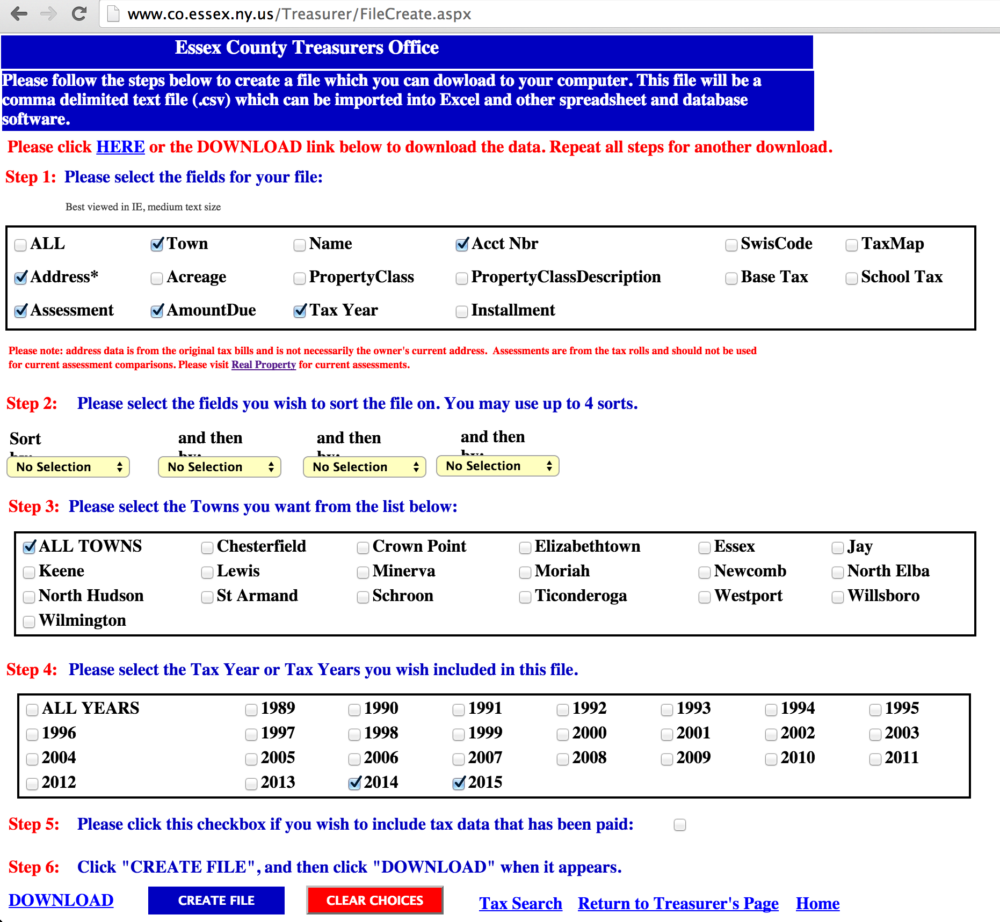 www.co.essex.ny.us/Treasurer/FileCreate.aspx
Essex County Treasurers Office
Please follow the steps below to create a file which you can dowload to your computer. This file will be a
comma delimited text file (.csv) which can be imported into Excel and other spreadsheet and database
software.
Please click HERE or the DOWNLOAD link below to download the data. Repeat all steps for another download.
Step 1: Please select the fields for your file:
Best viewed in IE, medium text size
ALL Town Name Acct Nbr SwisCode TaxMap
Address* Acreage PropertyClass PropertyClassDescription Base Tax School Tax
Assessment AmountDue Tax Year Installment
Please note: address data is from the original tax bills and is not necessarily the owner's current address. Assessments are from the tax rolls and should not be used
for current assessment comparisons. Please visit Real Property for current assessments.
Step 2: Please select the fields you wish to sort the file on. You may use up to 4 sorts.
Sort and then and then and then
by: by: by: by:
No Selection No Selection No Selection No Selection
Step 3: Please select the Towns you want from the list below:
ALL TOWNS Chesterfield Crown Point Elizabethtown Essex Jay
Keene Lewis Minerva Moriah Newcomb North Elba
North Hudson St Armand Schroon Ticonderoga Westport Willsboro
Wilmington
Step 4: Please select the Tax Year or Tax Years you wish included in this file.
ALL YEARS 1989 1990 1991 1992 1993 1994 1995
1996 1997 1998 1999 2000 2001 2002 2003
2004 2005 2006 2007 2008 2009 2010 2011
2012 2013 2014 2015
Step 5: Please click this checkbox if you wish to include tax data that has been paid:
Step 6: Click "CREATE FILE", and then click "DOWNLOAD" when it appears.
DOWNLOAD CREATE FILE CLEAR CHOICES Tax Search Return to Treasurer's Page Home